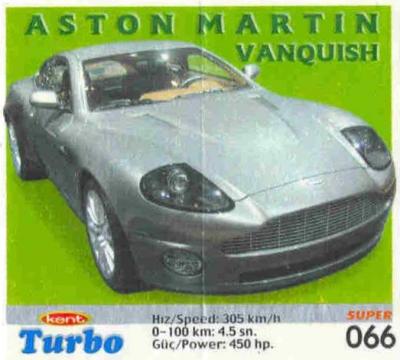 ASTON MARTIN
VANQUISH
kent
Turbo
Hız/Speed: 305 km/h
0-100 km: 4.5 sn.
Güç/Power: 450 hp.
SUPER
066